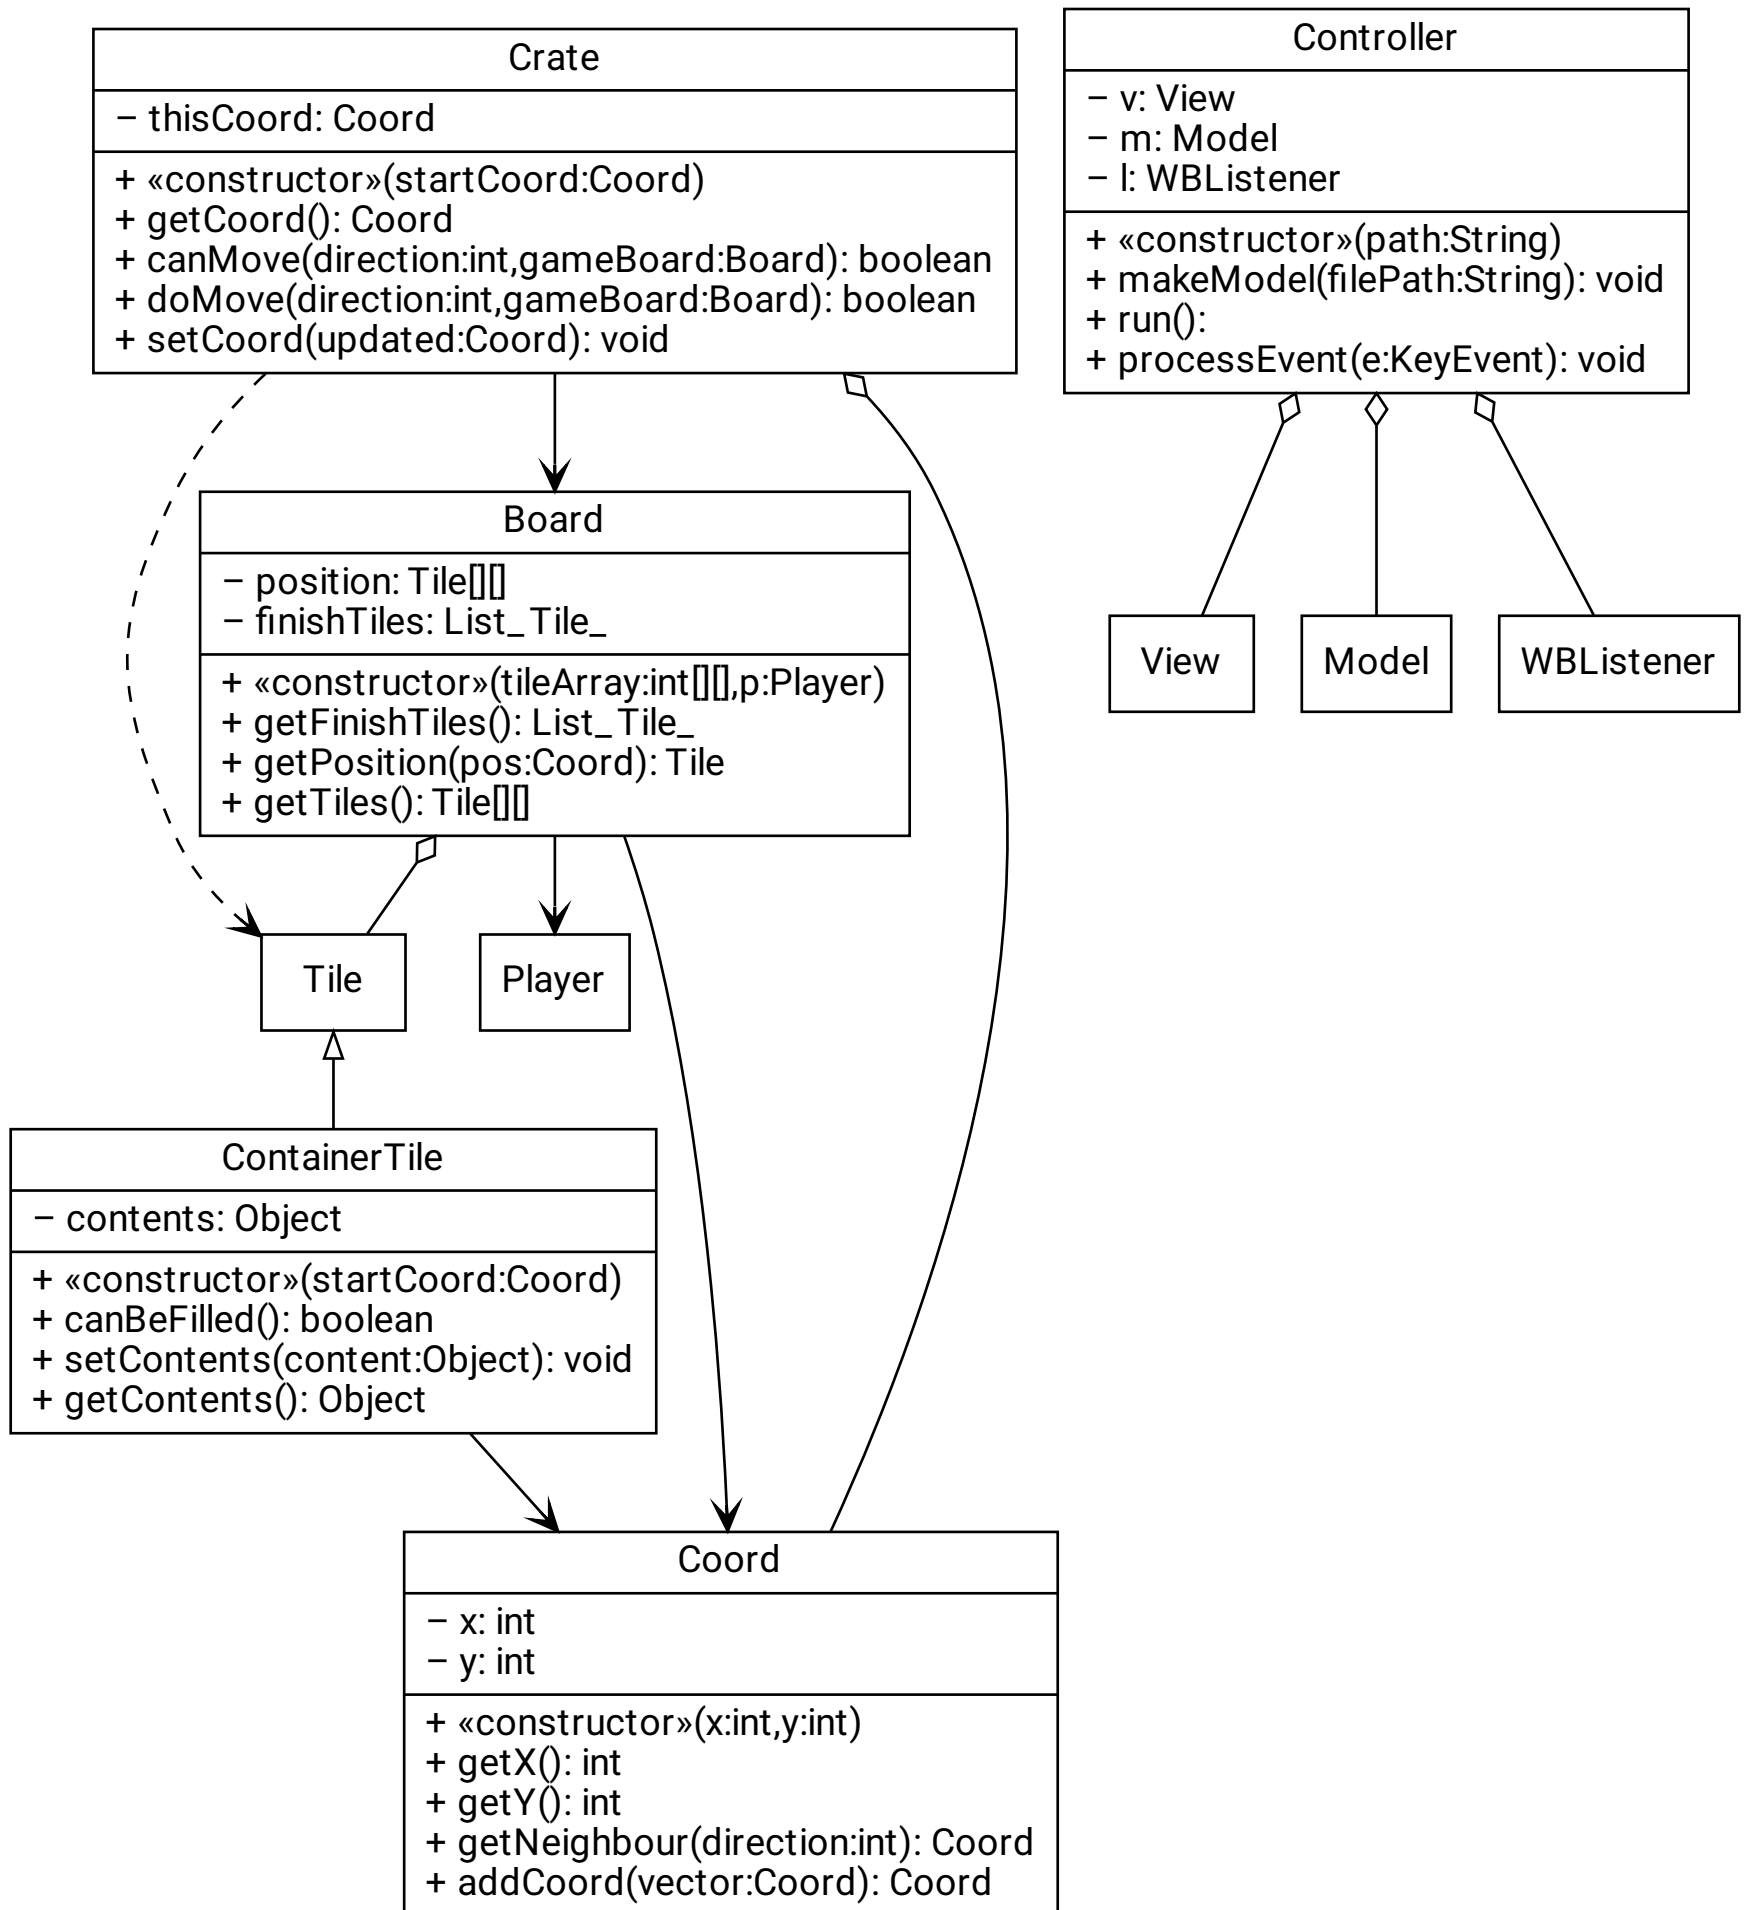 Crate
– thisCoord: Coord
+ «constructor»(startCoord:Coord)
+ getCoord(): Coord
+ canMove(direction:int,gameBoard:Board): boolean
+ doMove(direction:int,gameBoard:Board): boolean
+ setCoord(updated:Coord): void
Controller
– v: View
– m: Model
– l: WBListener
+ «constructor»(path:String)
+ makeModel(filePath:String): void
+ run():
+ processEvent(e:KeyEvent): void
Board
– position: Tile[][]
– finishTiles: List_Tile_
+ «constructor»(tileArray:int[][],p:Player)
+ getFinishTiles(): List_Tile_
+ getPosition(pos:Coord): Tile
+ getTiles(): Tile[][]
View
Model
WBListener
Tile
Player
ContainerTile
– contents: Object
+ «constructor»(startCoord:Coord)
+ canBeFilled(): boolean
+ setContents(content:Object): void
+ getContents(): Object
Coord
– x: int
– y: int
+ «constructor»(x:int,y:int)
+ getX(): int
+ getY(): int
+ getNeighbour(direction:int): Coord
+ addCoord(vector:Coord): Coord